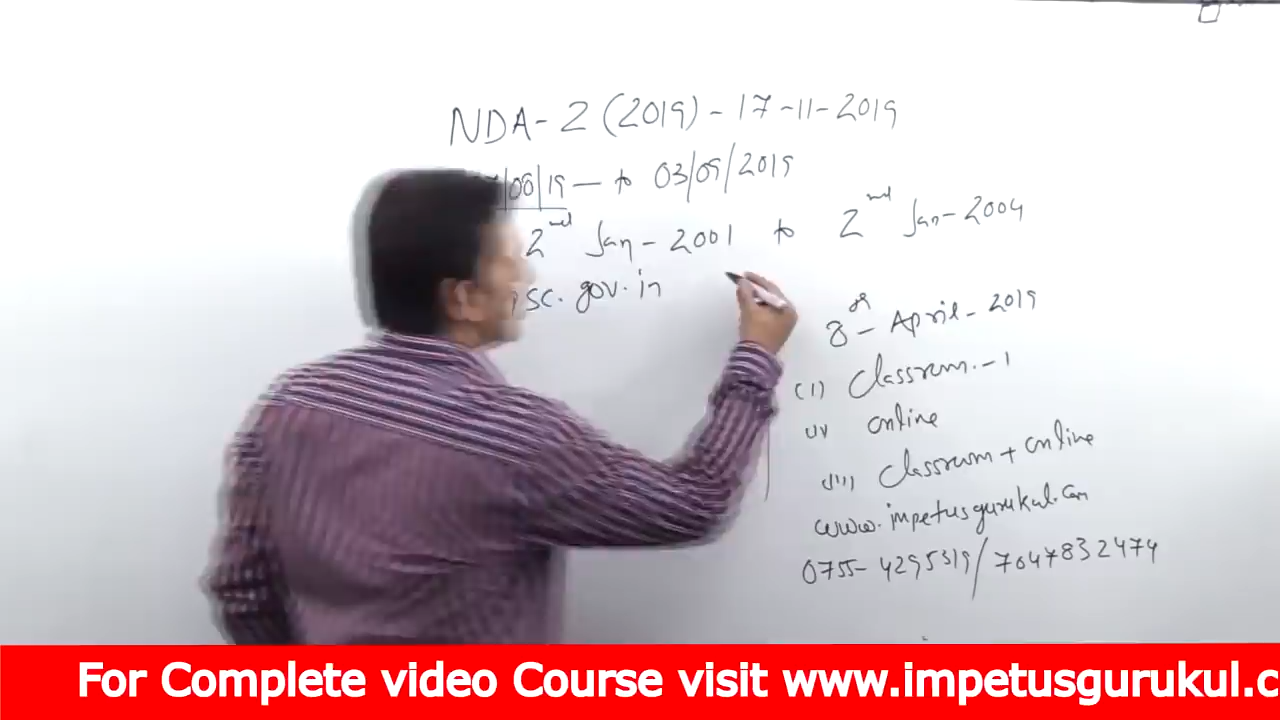 NDA-2 (2019) - 17-11-2019
/08/19 — to 03/09/2019
2nd Jan-2001 to 2nd Jan-2004
sc.gov.in
8th - April-2019
(i) Classroom.-1
(ii) online
(iii) Classroom + online
www.impetusgurukul.com
0755-4295319/7047832474
For Complete video Course visit www.impetusgurukul.c